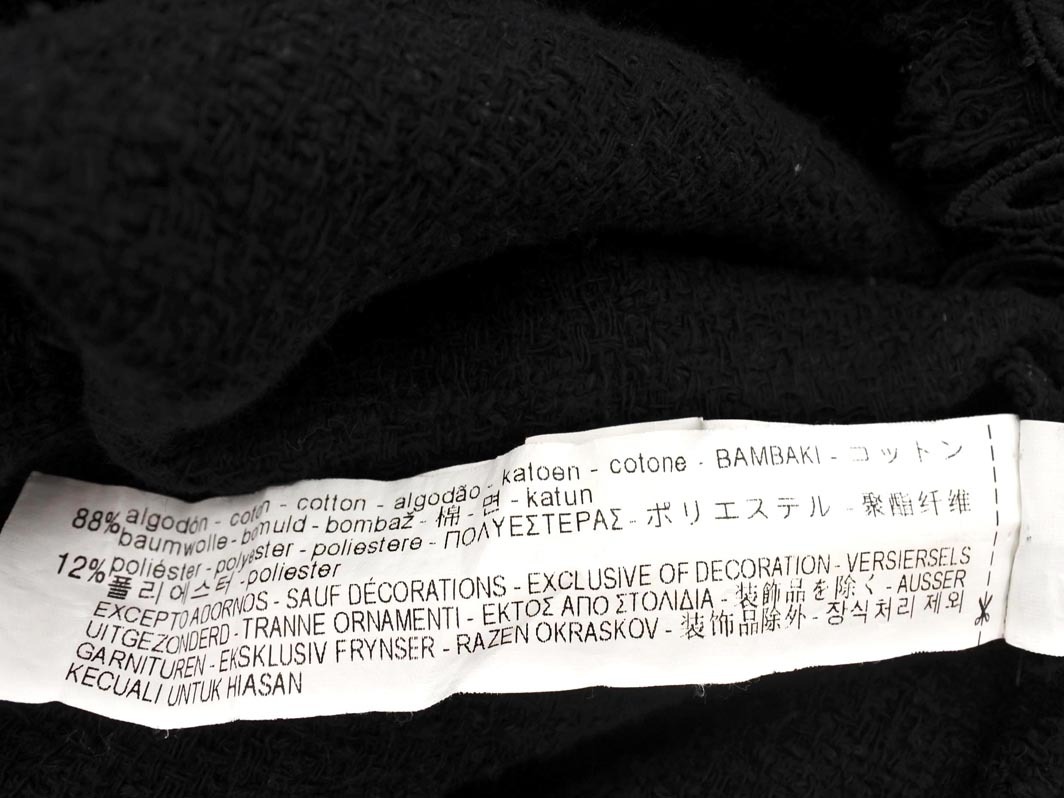 88% algodón - coton - cotton - algodão - katoen - cotone - BAMBAKI - コットン
baumwolle - bomuld - bombaž - 棉 - 면 - katun
12% poliéster - polyester - poliestere - ΠΟΛΥΕΣΤΕΡΑΣ - ポリエステル - 聚酯纤维
폴리에스터 - poliester
EXCEPTO ADORNOS - SAUF DÉCORATIONS - EXCLUSIVE OF DECORATION - VERSIERSELS
UITGEZONDERD - TRANNE ORNAMENTI - ΕΚΤΟΣ ΑΠΟ ΣΤΟΛΙΔΙΑ - 装飾品を除く - AUSSER
GARNITUREN - EKSKLUSIV FRYNSER - RAZEN OKRASKOV - 装饰品除外 - 장식처리 제외
KECUALI UNTUK HIASAN